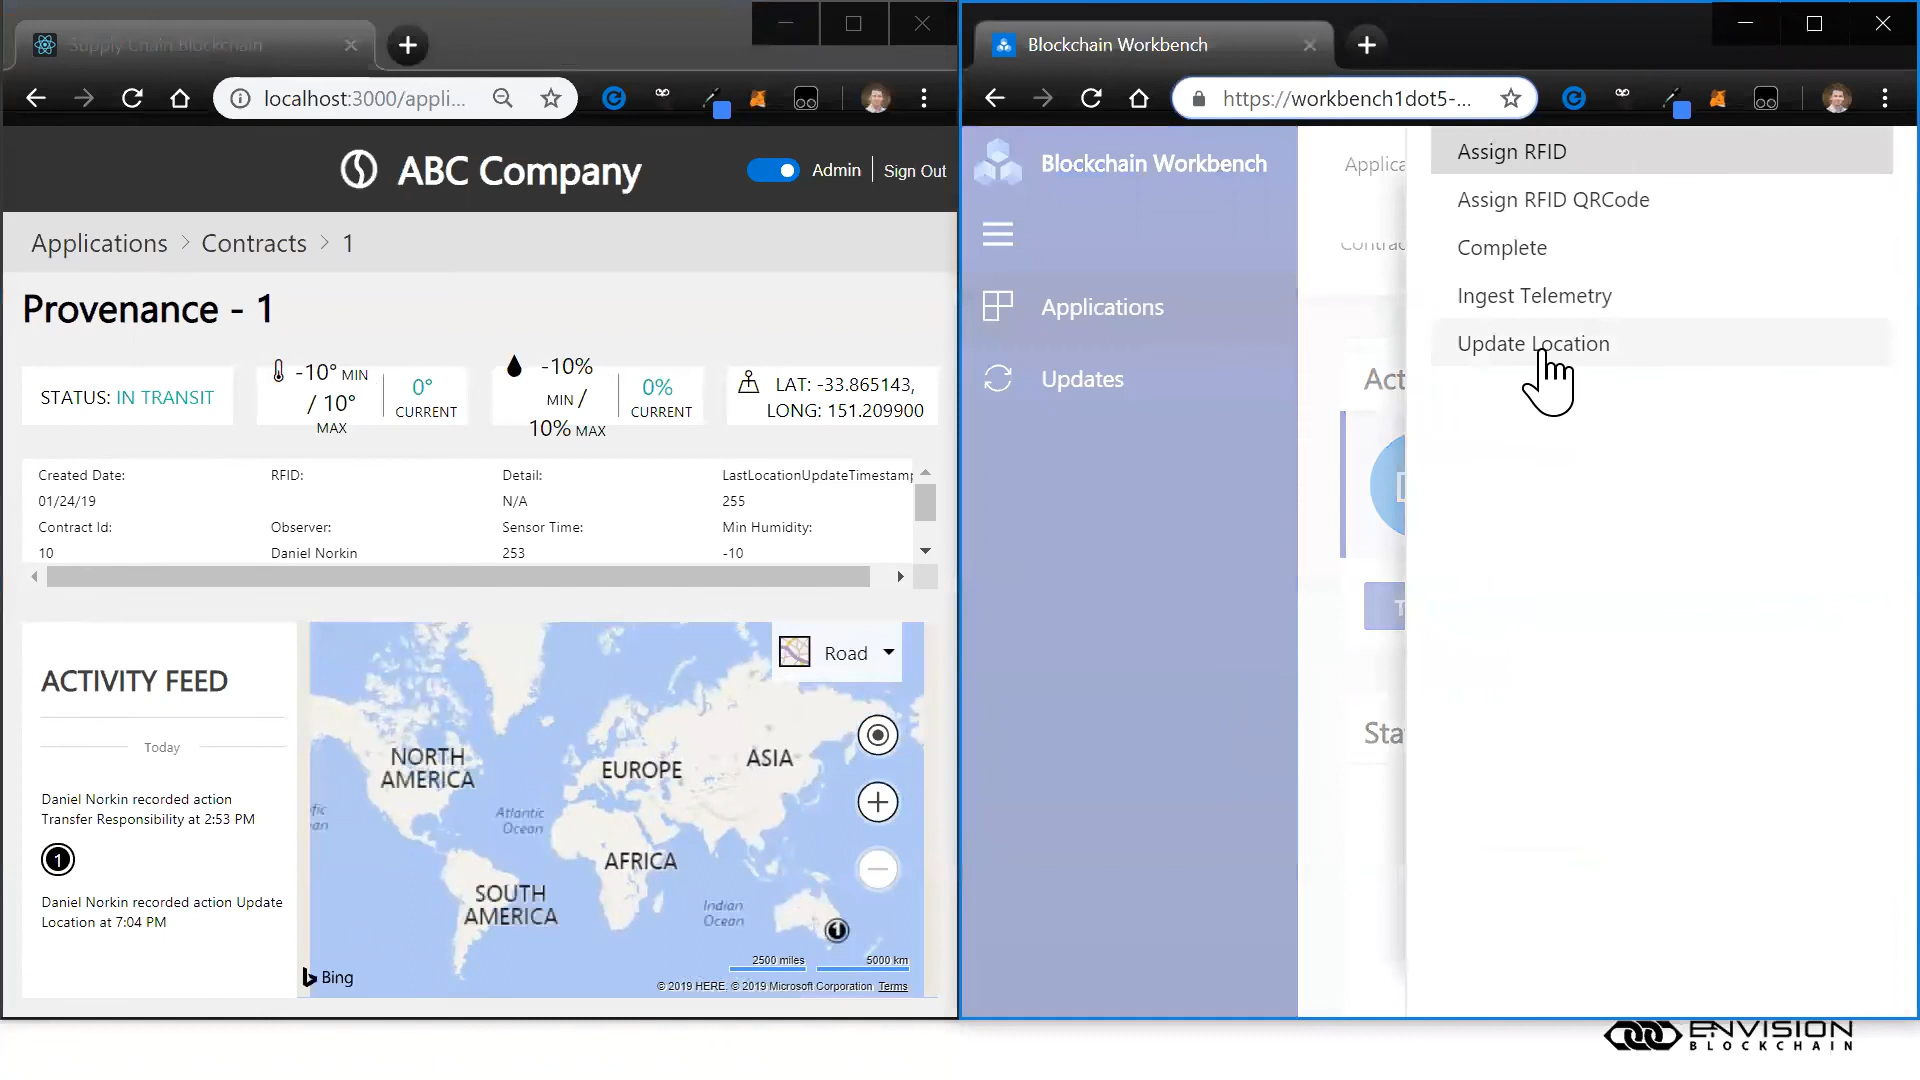 Supply Chain Blockchain
localhost:3000/appli...
ABC Company
Admin
Sign Out
Applications > Contracts > 1
Provenance - 1
STATUS: IN TRANSIT
-10° MIN
/ 10°
MAX
0°
CURRENT
-10%
MIN /
10% MAX
0%
CURRENT
LAT: -33.865143,
LONG: 151.209900
Created Date:
RFID:
Detail:
LastLocationUpdateTimestamp
01/24/19
N/A
255
Contract Id:
Observer:
Sensor Time:
Min Humidity:
10
Daniel Norkin
253
-10
ACTIVITY FEED
Today
Daniel Norkin recorded action
Transfer Responsibility at 2:53 PM
1
Daniel Norkin recorded action Update
Location at 7:04 PM
Road
NORTH
AMERICA
EUROPE
ASIA
Atlantic
Ocean
AFRICA
SOUTH
AMERICA
Indian
Ocean
1
2500 miles
5000 km
Bing
© 2019 HERE, © 2019 Microsoft Corporation Terms
Blockchain Workbench
https://workbench1dot5-...
Blockchain Workbench
Applications
Updates
Assign RFID
Assign RFID QRCode
Complete
Ingest Telemetry
Update Location
ENVISION
BLOCKCHAIN